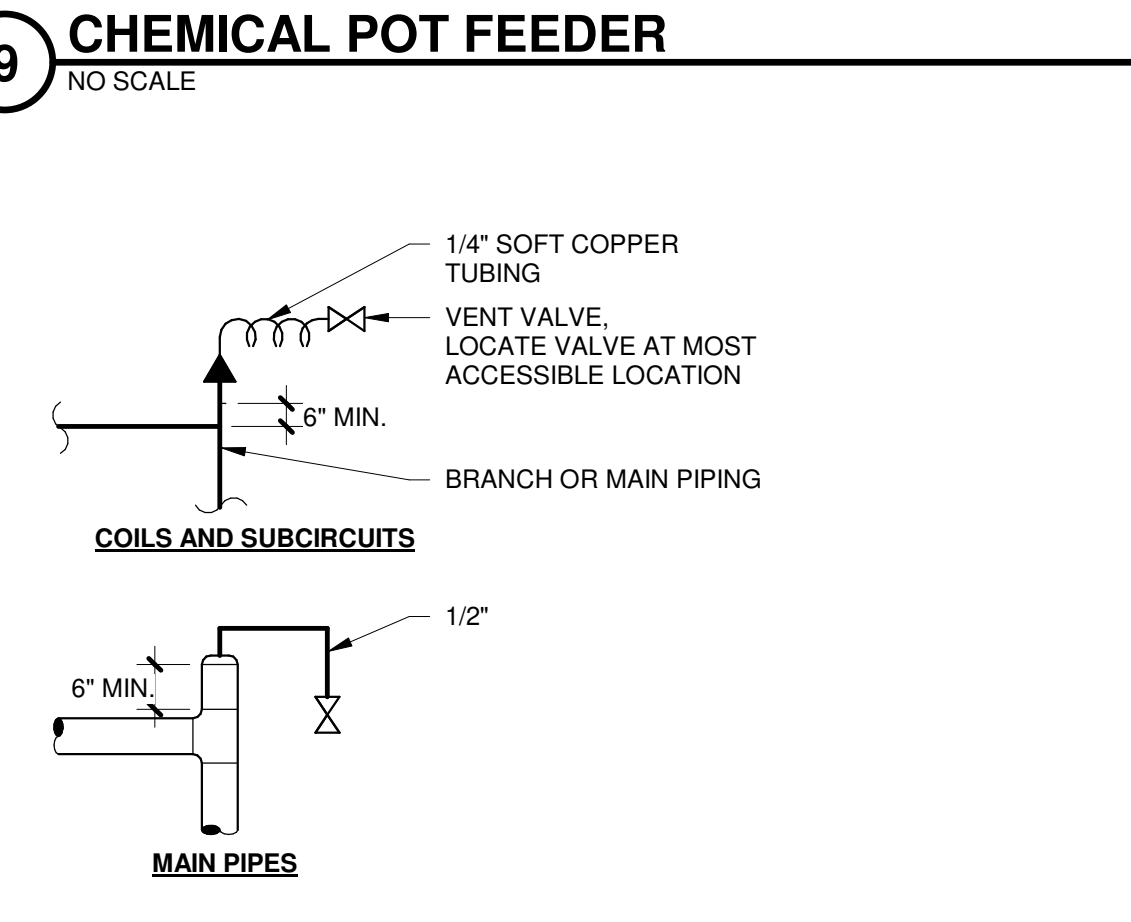 9
CHEMICAL POT FEEDER
NO SCALE
1/4" SOFT COPPER
TUBING
VENT VALVE,
LOCATE VALVE AT MOST
ACCESSIBLE LOCATION
6" MIN.
BRANCH OR MAIN PIPING
COILS AND SUBCIRCUITS
1/2"
6" MIN.
MAIN PIPES